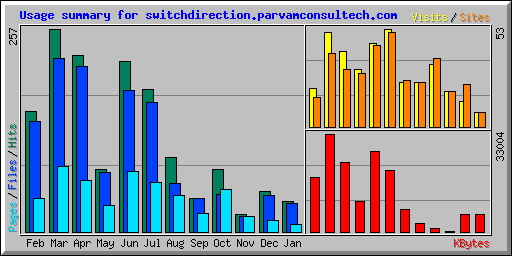 Usage summary for switchdirection.parvamconsultech.com
Visits / Sites
257
53
33004
Pages / Files / Hits
Feb Mar Apr May Jun Jul Aug Sep Oct Nov Dec Jan
KBytes